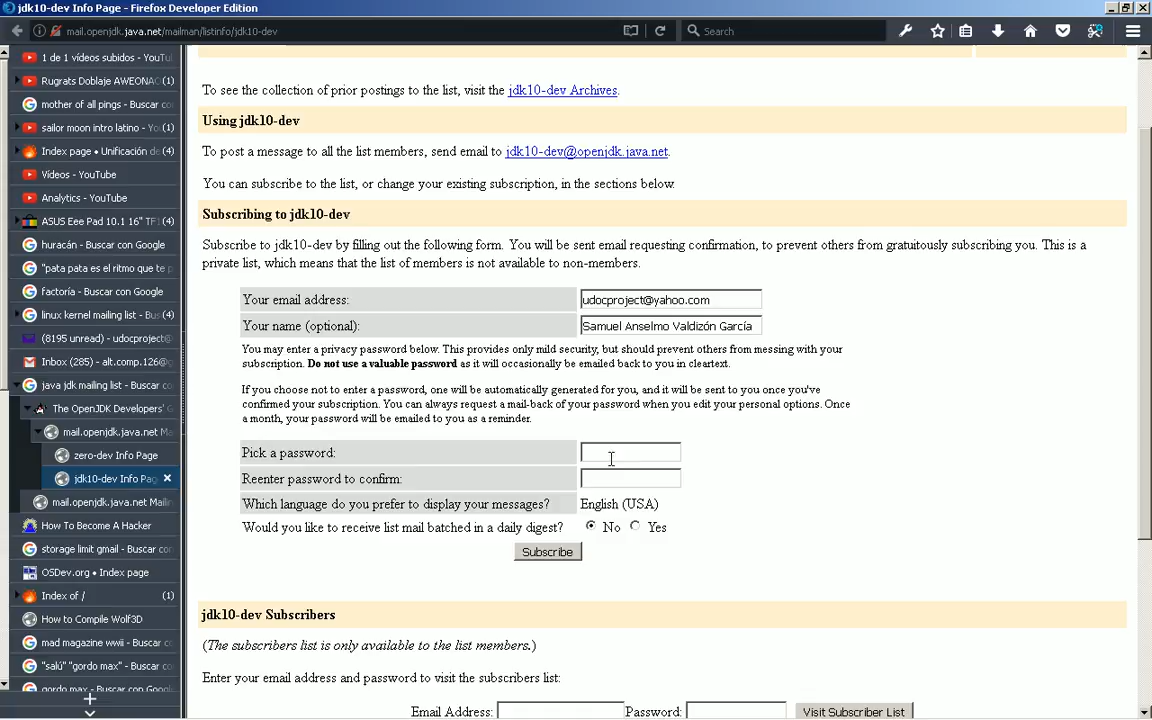 jdk10-dev Info Page - Firefox Developer Edition
mail.openjdk.java.net/mailman/listinfo/jdk10-dev
Search
1 de 1 vídeos subidos - YouTu
Rugrats Doblaje AWEONAC (1)
mother of all pings - Buscar co
sailor moon intro latino - Yo (1)
Index page • Unificación de (4)
Vídeos - YouTube
Analytics - YouTube
ASUS Eee Pad 10.1 16" TF1 (4)
huracán - Buscar con Google
"pata pata es el ritmo que te p
factoría - Buscar con Google
linux kernel mailing list - Busc (1)
(8195 unread) - udocproject@
Inbox (285) - alt.comp.126@g
java jdk mailing list - Buscar c
The OpenJDK Developers' G
mail.openjdk.java.net M
zero-dev Info Page
jdk10-dev Info Pag
mail.openjdk.java.net Mailin
How To Become A Hacker
storage limit gmail - Buscar co
OSDev.org • Index page
Index of / (1)
How to Compile Wolf3D
mad magazine wwii - Buscar co
"salú" "gordo max" - Buscar co
gordo max - Buscar con Google
To see the collection of prior postings to the list, visit the jdk10-dev Archives.
Using jdk10-dev
To post a message to all the list members, send email to jdk10-dev@openjdk.java.net.
You can subscribe to the list, or change your existing subscription, in the sections below.
Subscribing to jdk10-dev
Subscribe to jdk10-dev by filling out the following form. You will be sent email requesting confirmation, to prevent others from gratuitously subscribing you. This is a
private list, which means that the list of members is not available to non-members.
Your email address: udocproject@yahoo.com
Your name (optional): Samuel Anselmo Valdizón García
You may enter a privacy password below. This provides only mild security, but should prevent others from messing with your
subscription. Do not use a valuable password as it will occasionally be emailed back to you in cleartext.
If you choose not to enter a password, one will be automatically generated for you, and it will be sent to you once you've
confirmed your subscription. You can always request a mail-back of your password when you edit your personal options. Once
a month, your password will be emailed to you as a reminder.
Pick a password:
Reenter password to confirm:
Which language do you prefer to display your messages? English (USA)
Would you like to receive list mail batched in a daily digest? No Yes
Subscribe
jdk10-dev Subscribers
(The subscribers list is only available to the list members.)
Enter your email address and password to visit the subscribers list:
Email Address: Password: Visit Subscriber List